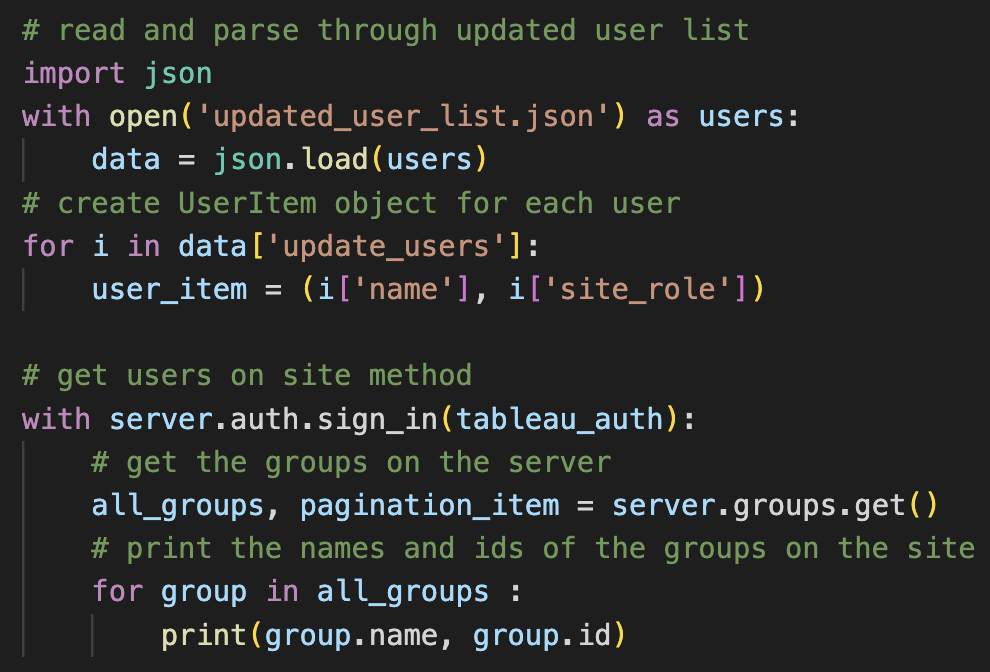 # read and parse through updated user list
import json
with open('updated_user_list.json') as users:
    data = json.load(users)
# create UserItem object for each user
for i in data['update_users']:
    user_item = (i['name'], i['site_role'])

# get users on site method
with server.auth.sign_in(tableau_auth):
    # get the groups on the server
    all_groups, pagination_item = server.groups.get()
    # print the names and ids of the groups on the site
    for group in all_groups :
        print(group.name, group.id)